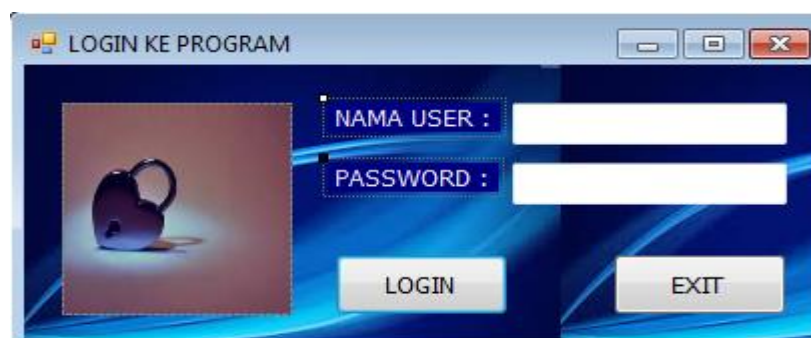 LOGIN KE PROGRAM
NAMA USER :
PASSWORD :
LOGIN EXIT